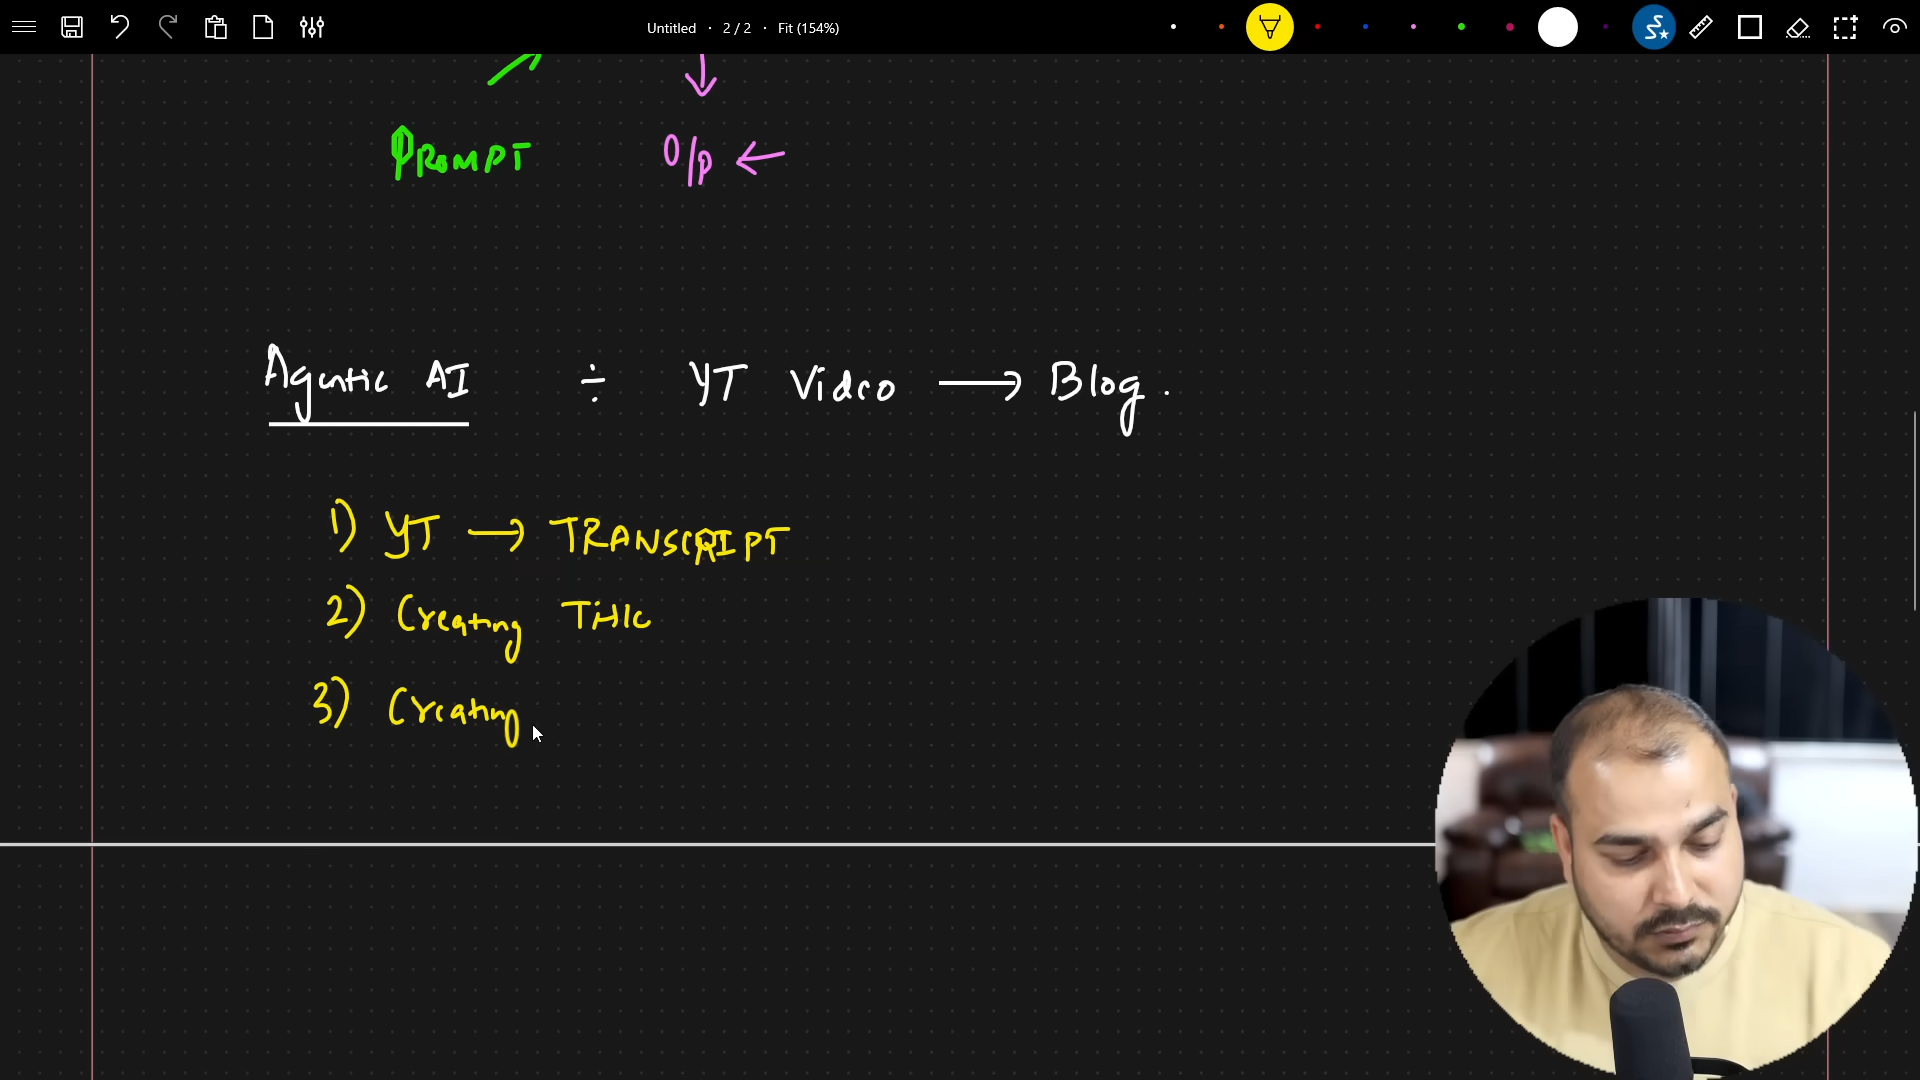 Untitled · 2 / 2 · Fit (154%)
PROMPT O/p ←
Agentic AI ÷ YT Video → Blog.
1) YT → TRANSCRIPT
2) Creating Title
3) Creating